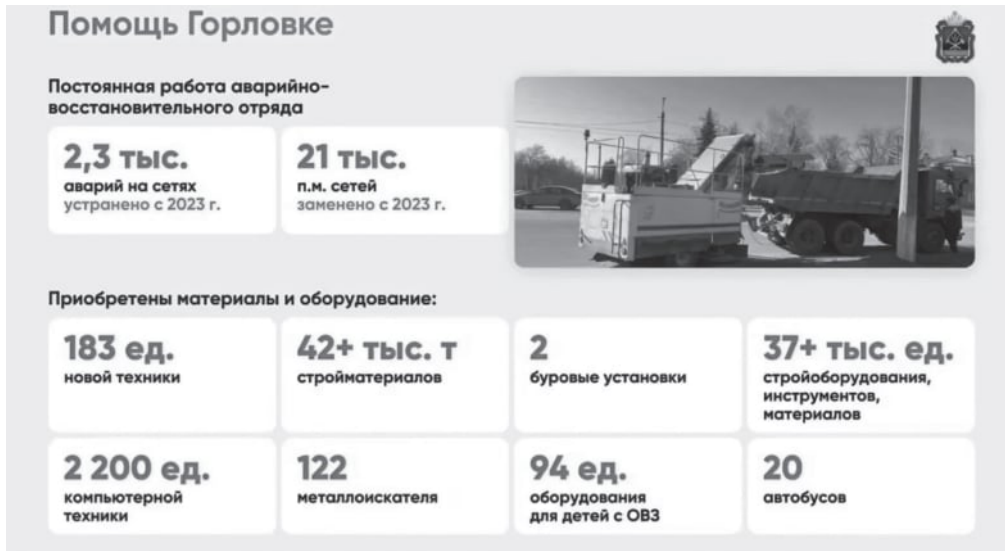 Помощь Горловке
Постоянная работа аварийно-
восстановительного отряда
2,3 тыс.
аварий на сетях
устранено с 2023 г.
21 тыс.
п.м. сетей
заменено с 2023 г.
Приобретены материалы и оборудование:
183 ед.
новой техники
42+ тыс. т
стройматериалов
2
буровые установки
37+ тыс. ед.
стройоборудования,
инструментов,
материалов
2 200 ед.
компьютерной
техники
122
металлоискателя
94 ед.
оборудования
для детей с ОВЗ
20
автобусов